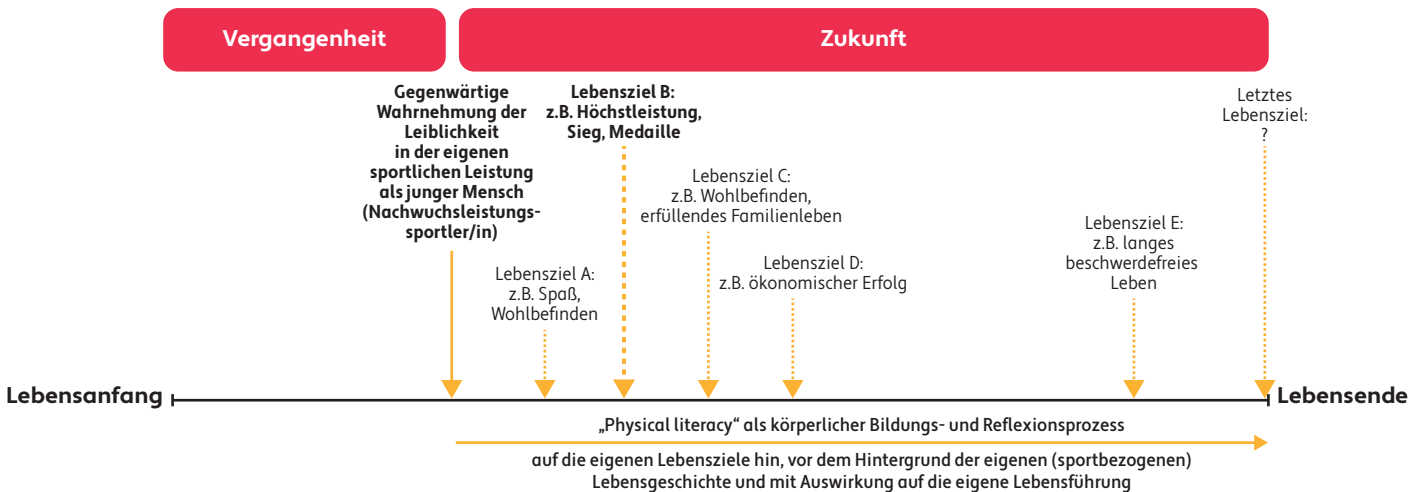 Vergangenheit
Zukunft
Gegenwärtige
Wahrnehmung der
Leiblichkeit
in der eigenen
sportlichen Leistung
als junger Mensch
(Nachwuchsleistungs-
sportler/in)
Lebensziel A:
z.B. Spaß,
Wohlbefinden
Lebensziel B:
z.B. Höchstleistung,
Sieg, Medaille
Lebensziel C:
z.B. Wohlbefinden,
erfüllendes Familienleben
Lebensziel D:
z.B. ökonomischer Erfolg
Lebensziel E:
z.B. langes
beschwerdefreies
Leben
Letztes
Lebensziel:
?
Lebensanfang
Lebensende
„Physical literacy“ als körperlicher Bildungs- und Reflexionsprozess
auf die eigenen Lebensziele hin, vor dem Hintergrund der eigenen (sportbezogenen)
Lebensgeschichte und mit Auswirkung auf die eigene Lebensführung